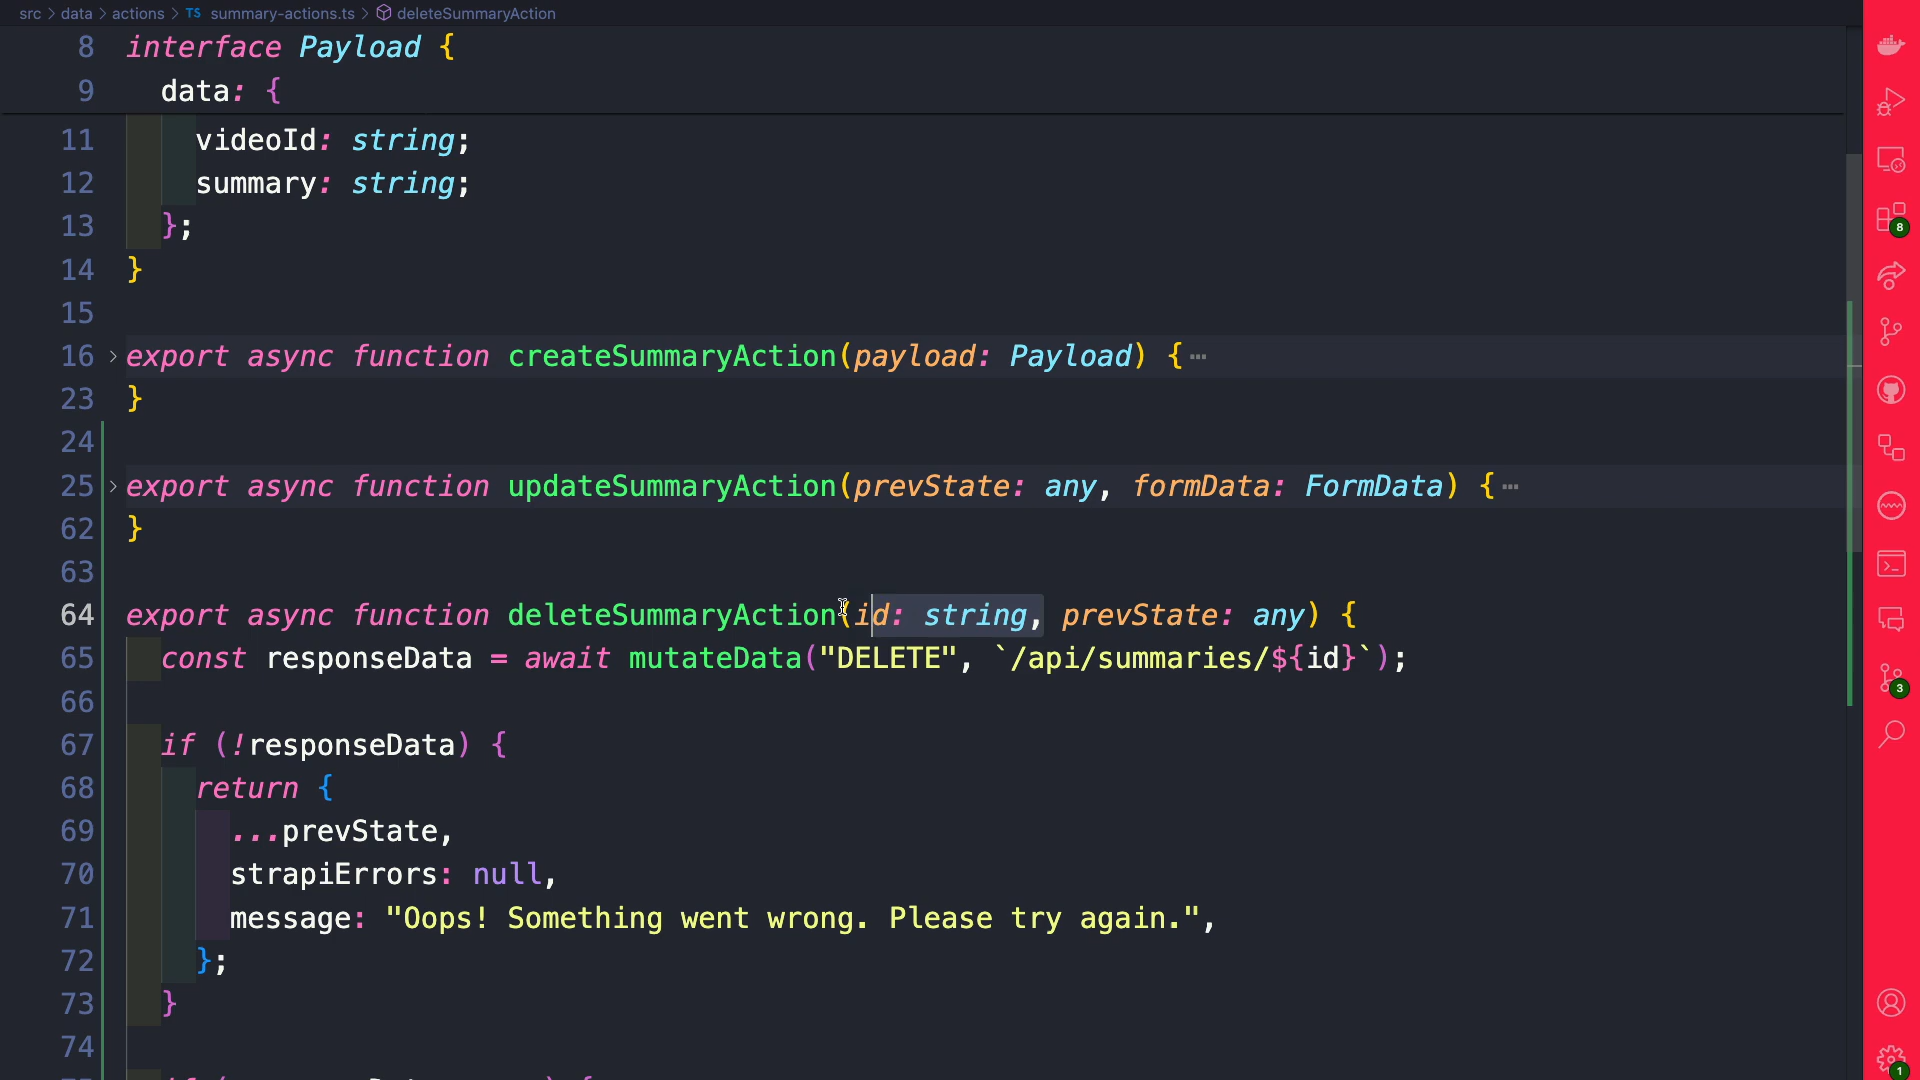 src > data > actions > TS summary-actions.ts > deleteSummaryAction
8 interface Payload {
9 data: {
11 videoId: string;
12 summary: string;
13 };
14 }
15
16 > export async function createSummaryAction(payload: Payload) {⋯
23 }
24
25 > export async function updateSummaryAction(prevState: any, formData: FormData) {⋯
62 }
63
64 export async function deleteSummaryAction(id: string, prevState: any) {
65 const responseData = await mutateData("DELETE", `/api/summaries/${id}`);
66
67 if (!responseData) {
68 return {
69 ...prevState,
70 strapiErrors: null,
71 message: "Oops! Something went wrong. Please try again.",
72 };
73 }
74
8
3
1